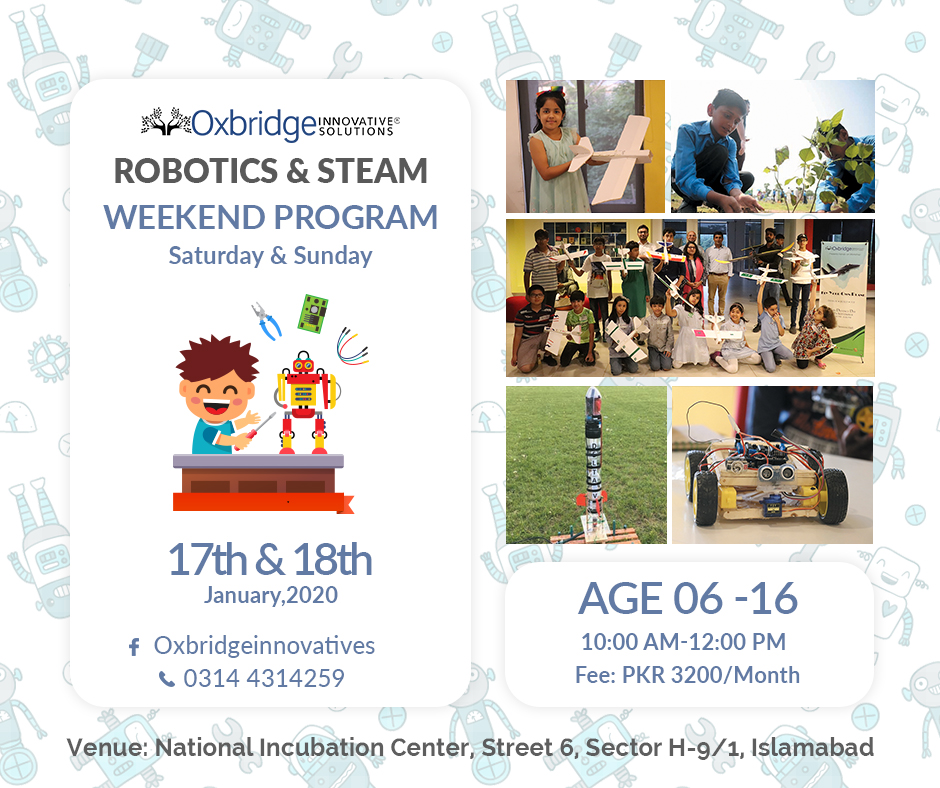 Oxbridge INNOVATIVE® SOLUTIONS
ROBOTICS & STEAM
WEEKEND PROGRAM
Saturday & Sunday
17th & 18th
January,2020
Oxbridgeinnovatives
0314 4314259
Oxbridge
AGE 06 -16
10:00 AM-12:00 PM
Fee: PKR 3200/Month
Venue: National Incubation Center, Street 6, Sector H-9/1, Islamabad